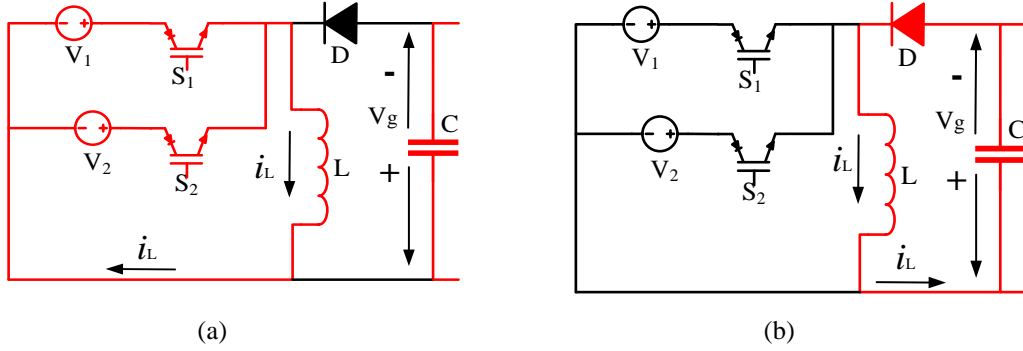 - +
V1
S1
D
-
Vg
C
- +
V2
S2
iL
L
+
iL
(a)
- +
V1
S1
D
-
Vg
C
- +
V2
S2
iL
L
+
iL
(b)